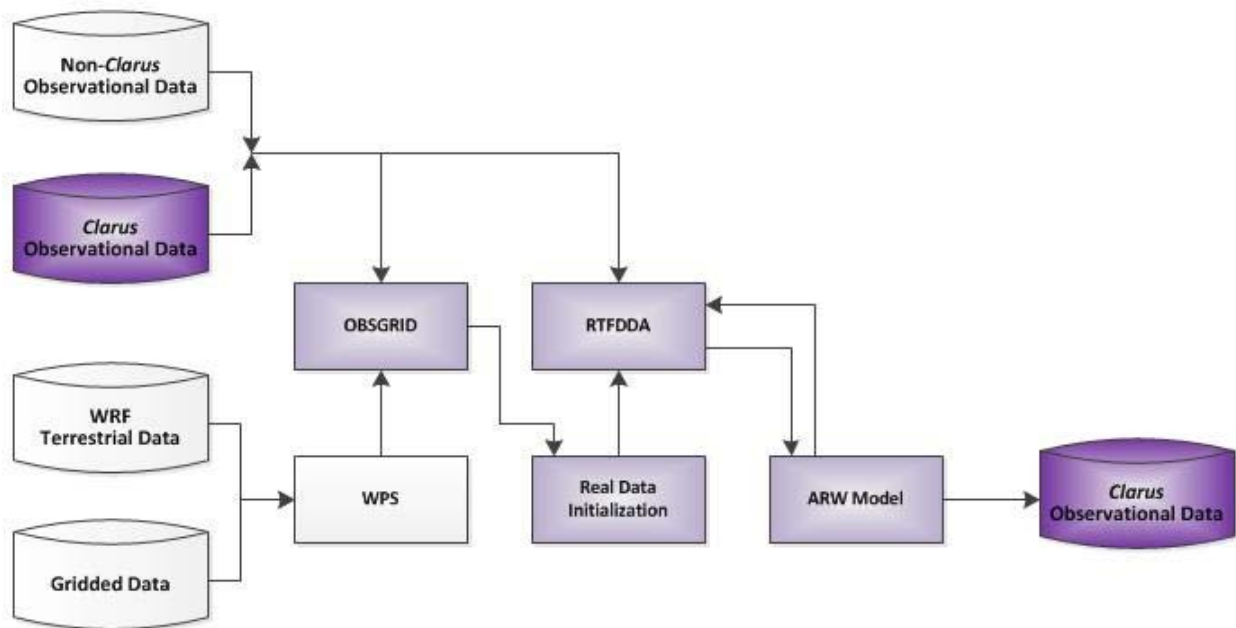 Non-Clarus
Observational Data
Clarus
Observational Data
OBSGRID
RTFDDA
WRF
Terrestrial Data
WPS
Real Data
Initialization
ARW Model
Clarus
Observational Data
Gridded Data